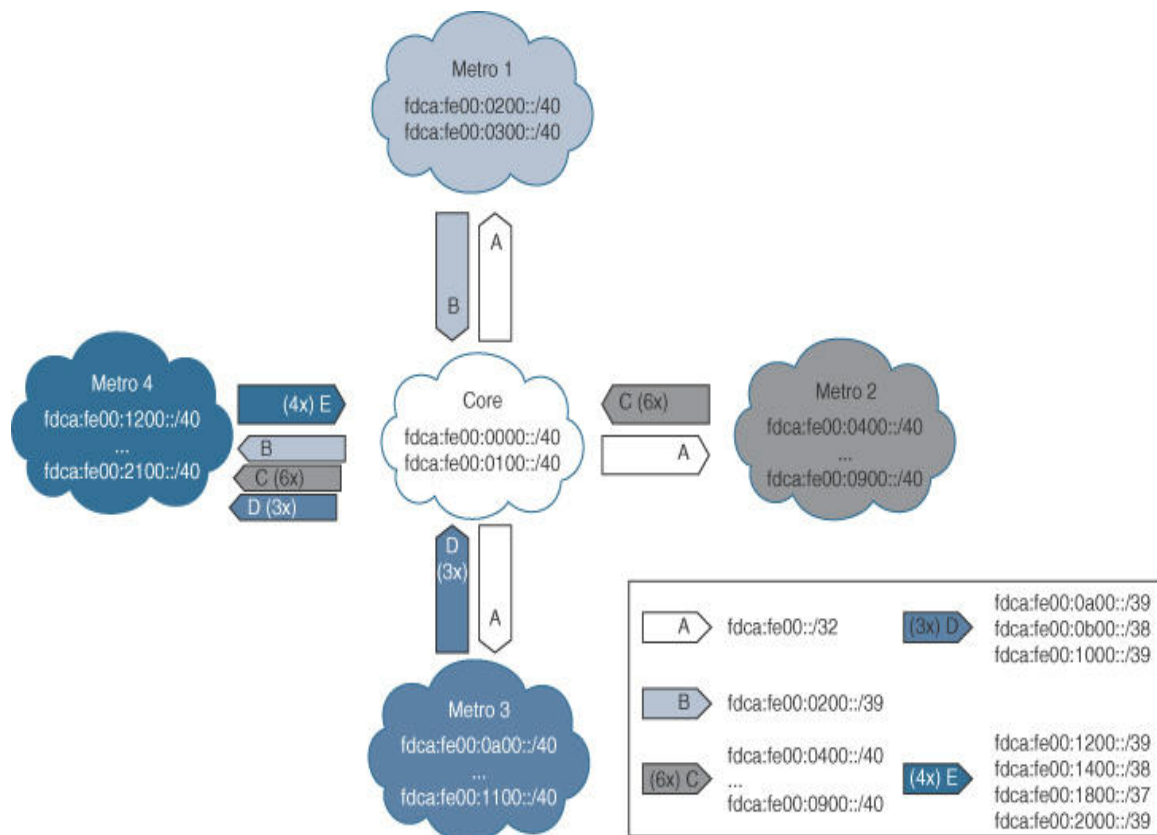 Metro 1
fdca:fe00:0200::/40
fdca:fe00:0300::/40
A
B
Metro 4
fdca:fe00:1200::/40
...
fdca:fe00:2100::/40
(4x) E
B
C (6x)
D (3x)
Core
fdca:fe00:0000::/40
fdca:fe00:0100::/40
C (6x)
A
Metro 2
fdca:fe00:0400::/40
...
fdca:fe00:0900::/40
D
(3x)
A
Metro 3
fdca:fe00:0a00::/40
...
fdca:fe00:1100::/40
A
fdca:fe00::/32
(3x) D
fdca:fe00:0a00::/39
fdca:fe00:0b00::/38
fdca:fe00:1000::/39
B
fdca:fe00:0200::/39
(6x) C
fdca:fe00:0400::/40
...
fdca:fe00:0900::/40
(4x) E
fdca:fe00:1200::/39
fdca:fe00:1400::/38
fdca:fe00:1800::/37
fdca:fe00:2000::/39